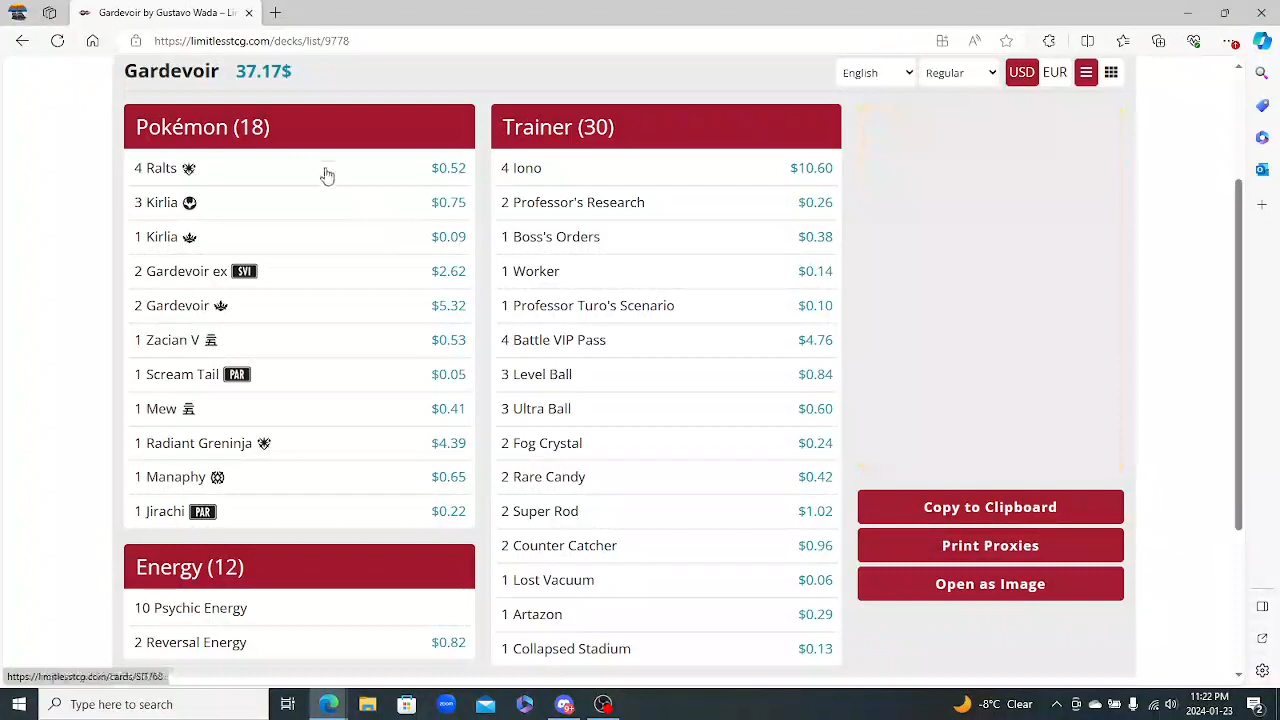 Gardevoir by Gustavo Wada – Li
https://limitlesstcg.com/decks/list/9778
Gardevoir 37.17$
English
Regular
USD
EUR
Pokémon (18)
4 Ralts $0.52
3 Kirlia $0.75
1 Kirlia $0.09
2 Gardevoir ex SVI $2.62
2 Gardevoir $5.32
1 Zacian V $0.53
1 Scream Tail PAR $0.05
1 Mew $0.41
1 Radiant Greninja $4.39
1 Manaphy $0.65
1 Jirachi PAR $0.22
Energy (12)
10 Psychic Energy
2 Reversal Energy $0.82
Trainer (30)
4 Iono $10.60
2 Professor's Research $0.26
1 Boss's Orders $0.38
1 Worker $0.14
1 Professor Turo's Scenario $0.10
4 Battle VIP Pass $4.76
3 Level Ball $0.84
3 Ultra Ball $0.60
2 Fog Crystal $0.24
2 Rare Candy $0.42
2 Super Rod $1.02
2 Counter Catcher $0.96
1 Lost Vacuum $0.06
1 Artazon $0.29
1 Collapsed Stadium $0.13
Copy to Clipboard
Print Proxies
Open as Image
Type here to search
zoom
-8°C Clear
11:22 PM
2024-01-23